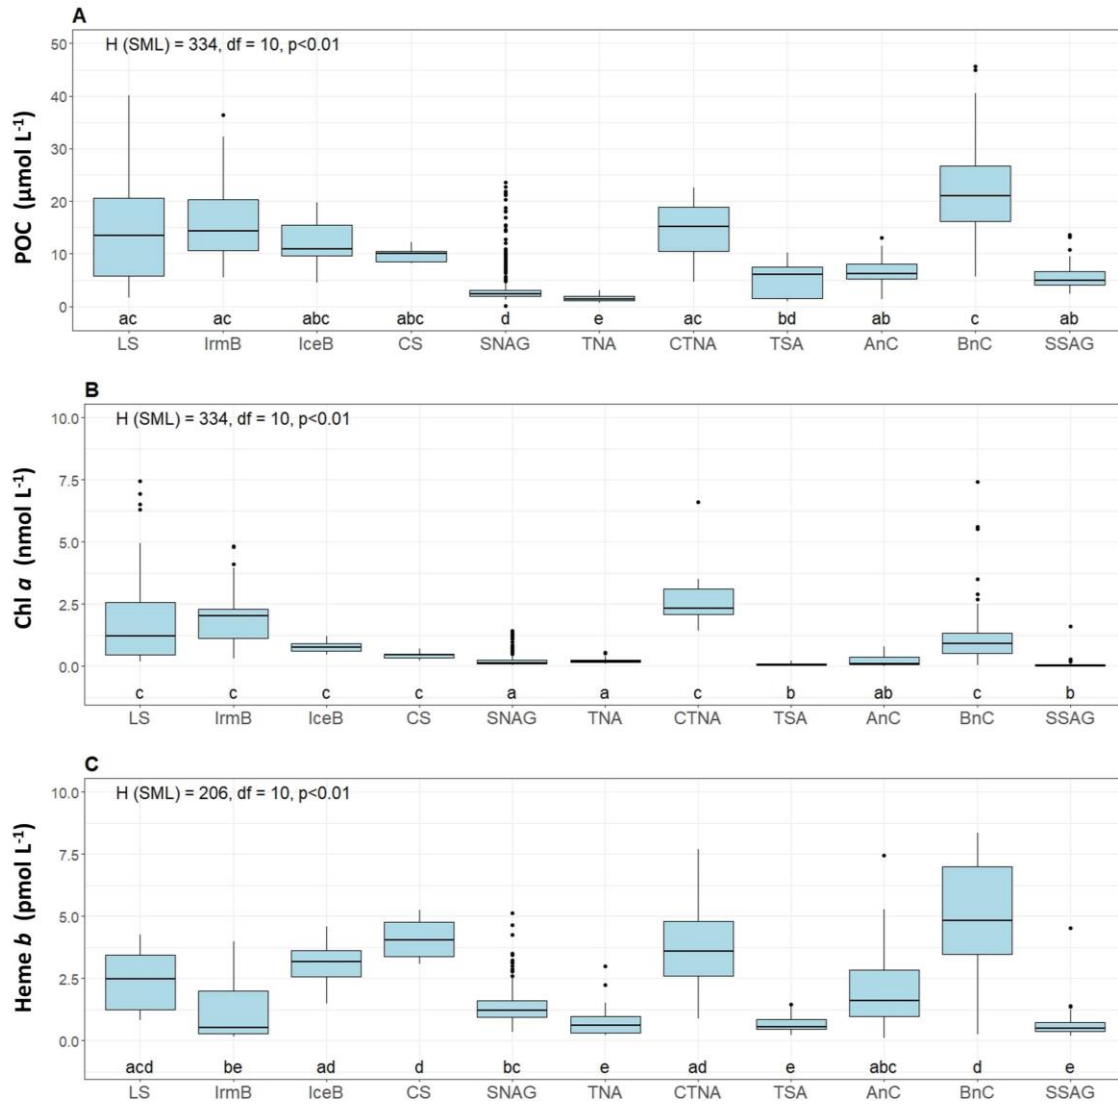 A
H (SML) = 334, df = 10, p<0.01
POC (µmol L⁻¹)
50
40
30
20
10
0
ac ac abc abc d e ac bd ab c ab
LS IrmB IceB CS SNAG TNA CTNA TSA AnC BnC SSAG
B
H (SML) = 334, df = 10, p<0.01
Chl a (nmol L⁻¹)
10.0
7.5
5.0
2.5
0.0
c c c c a a c b ab c b
LS IrmB IceB CS SNAG TNA CTNA TSA AnC BnC SSAG
C
H (SML) = 206, df = 10, p<0.01
Heme b (pmol L⁻¹)
10.0
7.5
5.0
2.5
0.0
acd be ad d bc e ad e abc d e
LS IrmB IceB CS SNAG TNA CTNA TSA AnC BnC SSAG